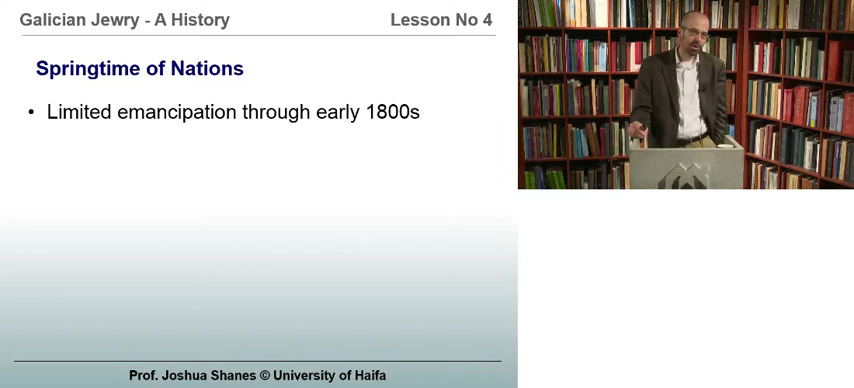 Galician Jewry - A History Lesson No 4
Springtime of Nations
• Limited emancipation through early 1800s
Prof. Joshua Shanes © University of Haifa